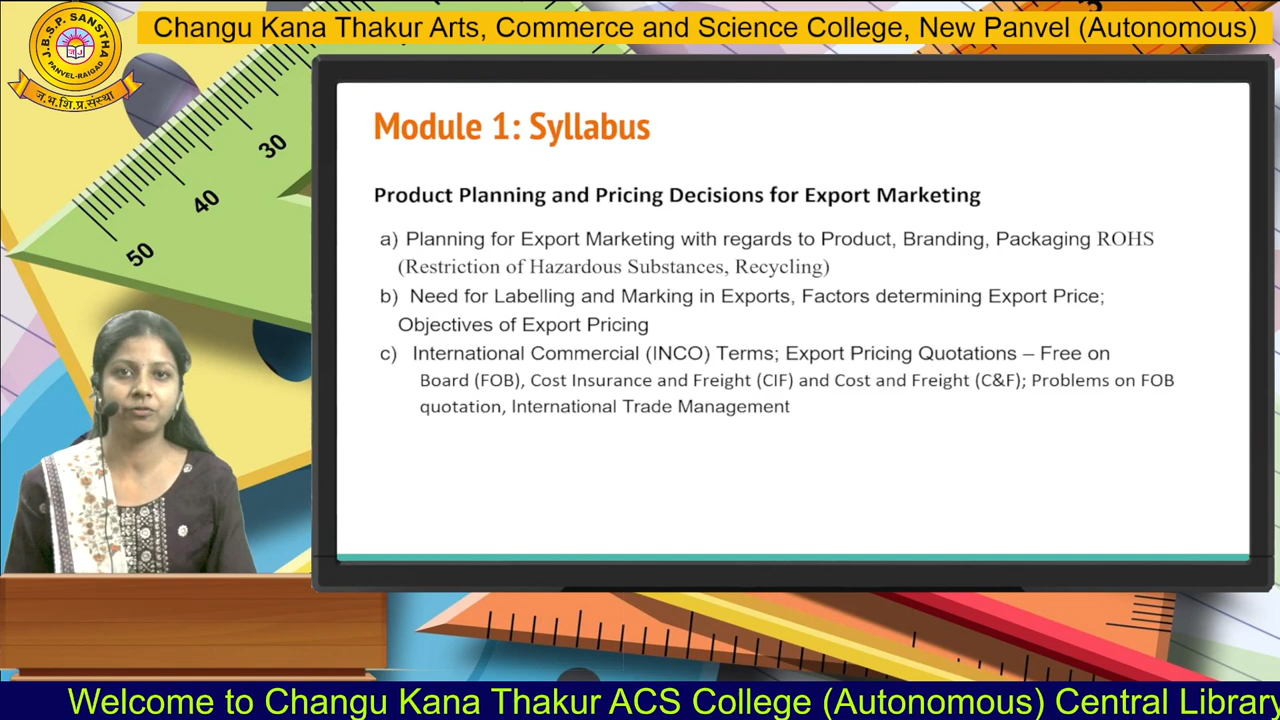 Changu Kana Thakur Arts, Commerce and Science College, New Panvel (Autonomous)
J.B.S.P. SANSTHA
PANVEL-RAIGAD
ज.भ.शि.प्र.संस्था
30
40
50
Module 1: Syllabus
Product Planning and Pricing Decisions for Export Marketing
a) Planning for Export Marketing with regards to Product, Branding, Packaging ROHS
(Restriction of Hazardous Substances, Recycling)
b) Need for Labelling and Marking in Exports, Factors determining Export Price;
Objectives of Export Pricing
c) International Commercial (INCO) Terms; Export Pricing Quotations – Free on
Board (FOB), Cost Insurance and Freight (CIF) and Cost and Freight (C&F); Problems on FOB
quotation, International Trade Management
Welcome to Changu Kana Thakur ACS College (Autonomous) Central Library